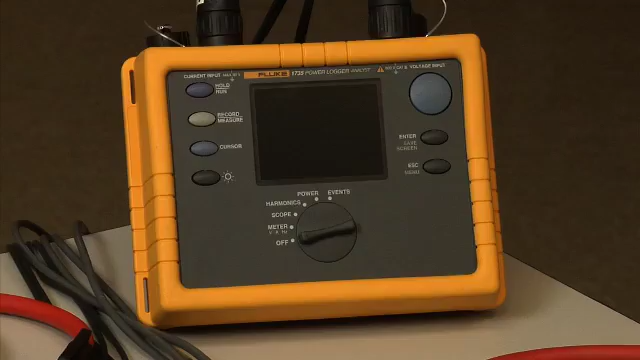 CURRENT INPUT
VOLTAGE INPUT
FLUKE 1735 POWER LOGGER ANALYST
HOLD
RUN
RECORD
MEASURE
CURSOR
ENTER
SAVE
SCREEN
ESC
MENU
POWER
EVENTS
HARMONICS
SCOPE
METER
V A Hz
OFF